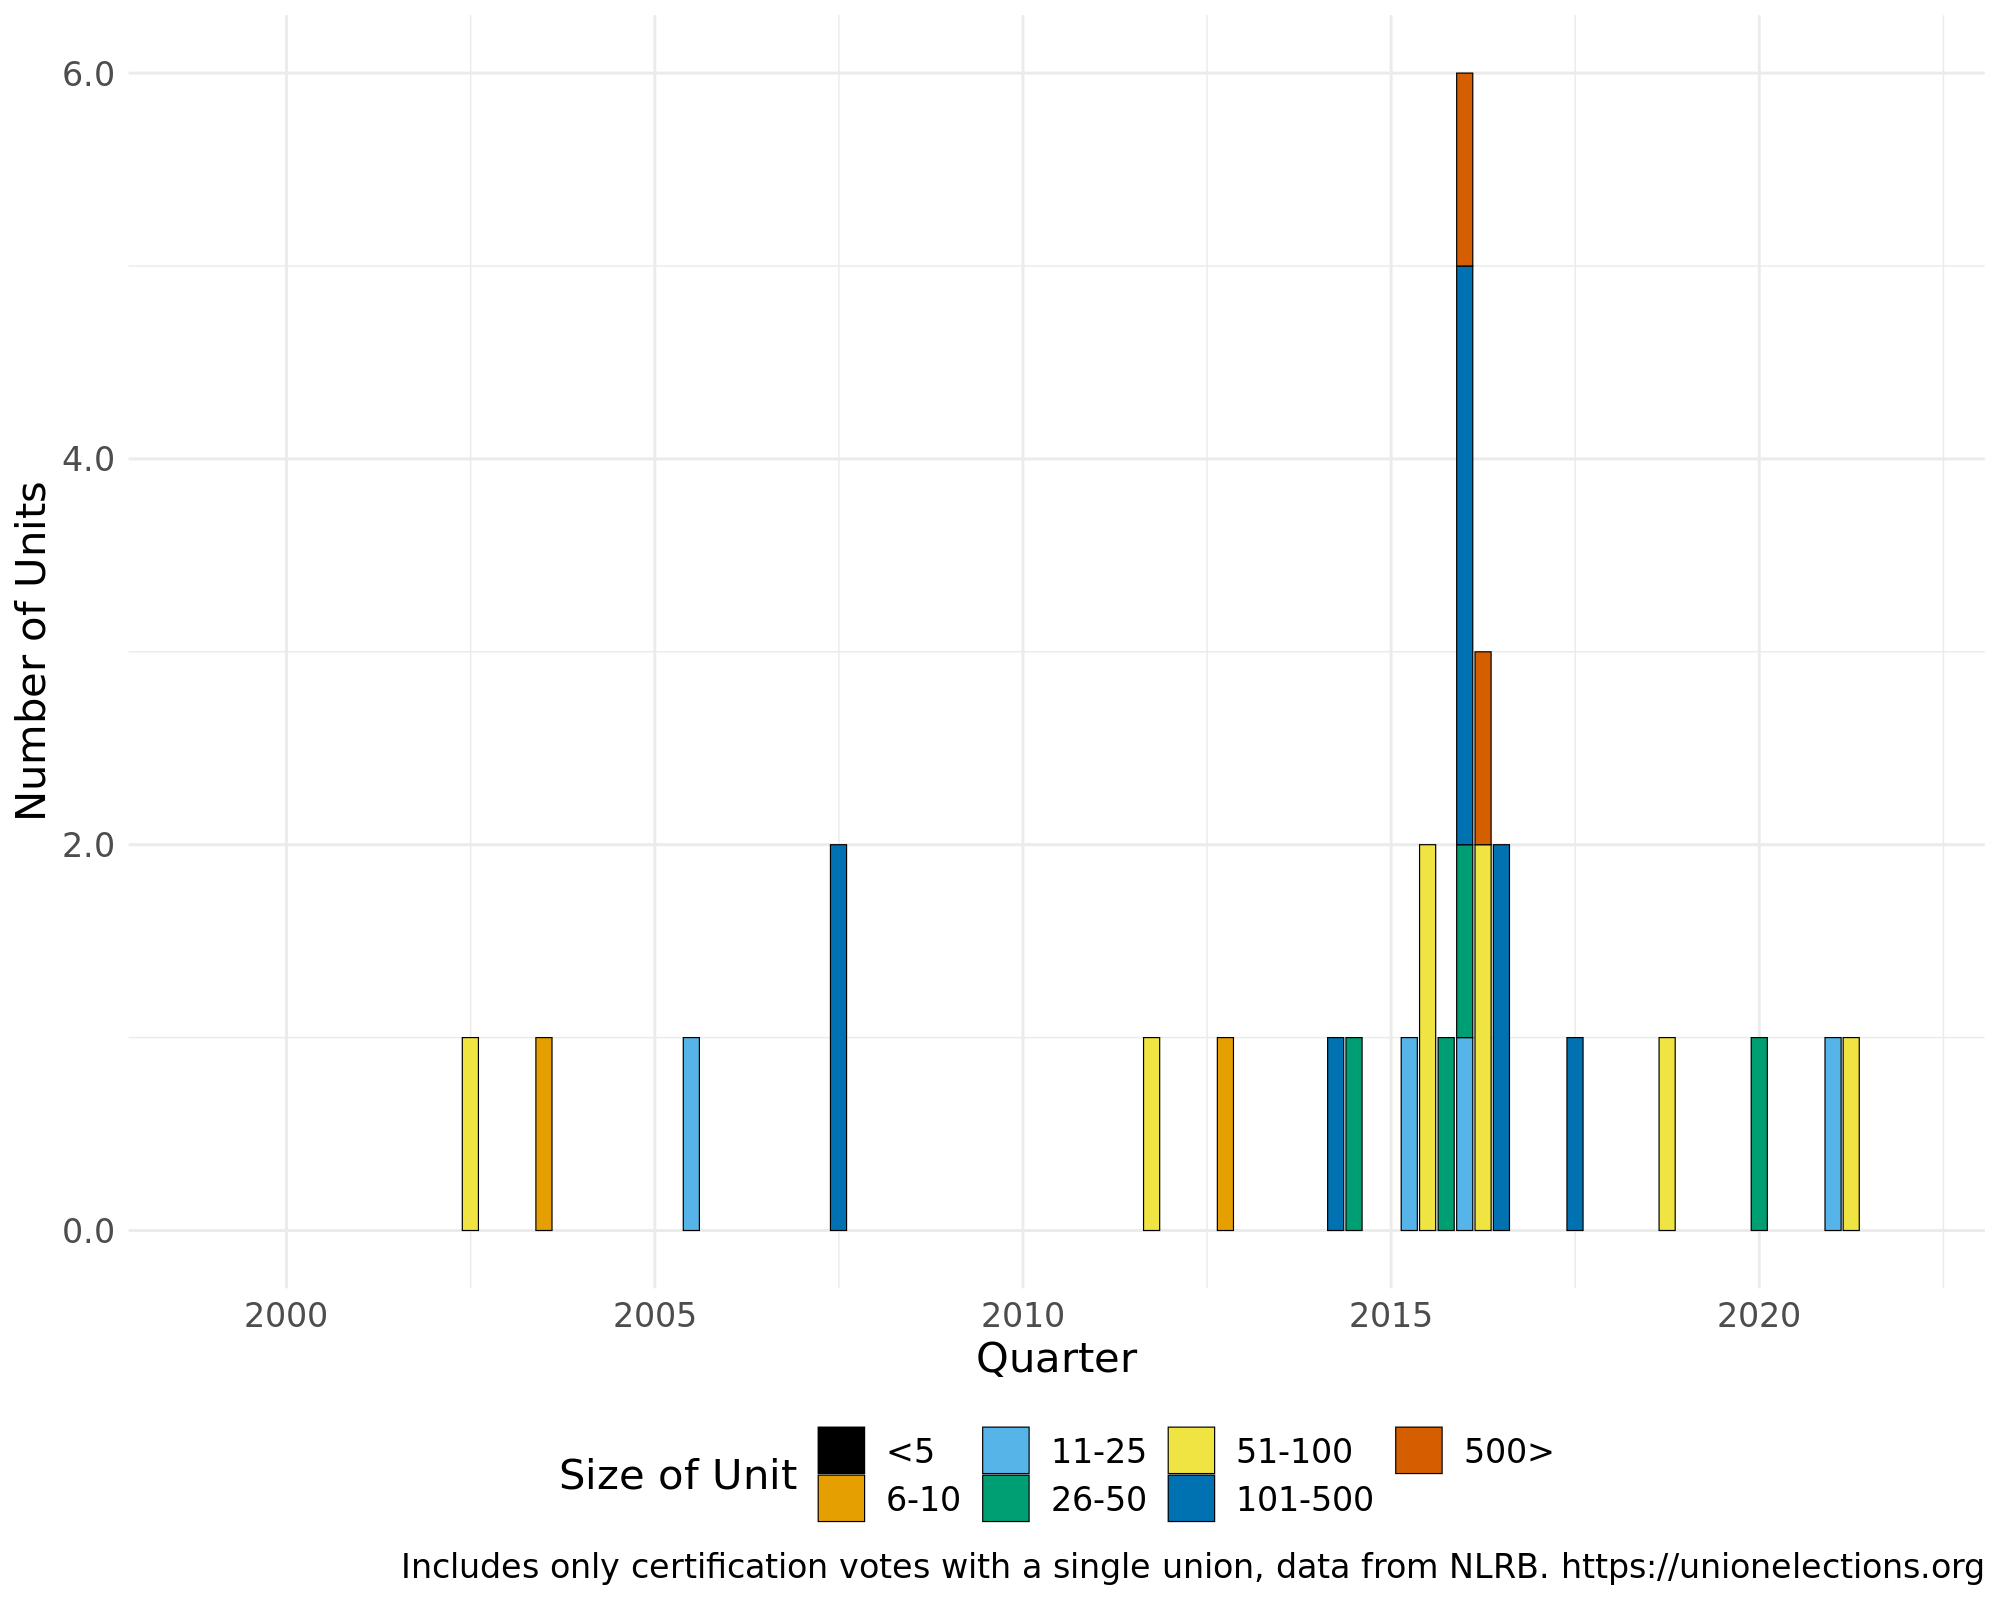 6.0
4.0
2.0
0.0
Number of Units
2000 2005 2010 2015 2020
Quarter
Size of Unit
<5 11-25 51-100 500>
6-10 26-50 101-500
Includes only certification votes with a single union, data from NLRB. https://unionelections.org